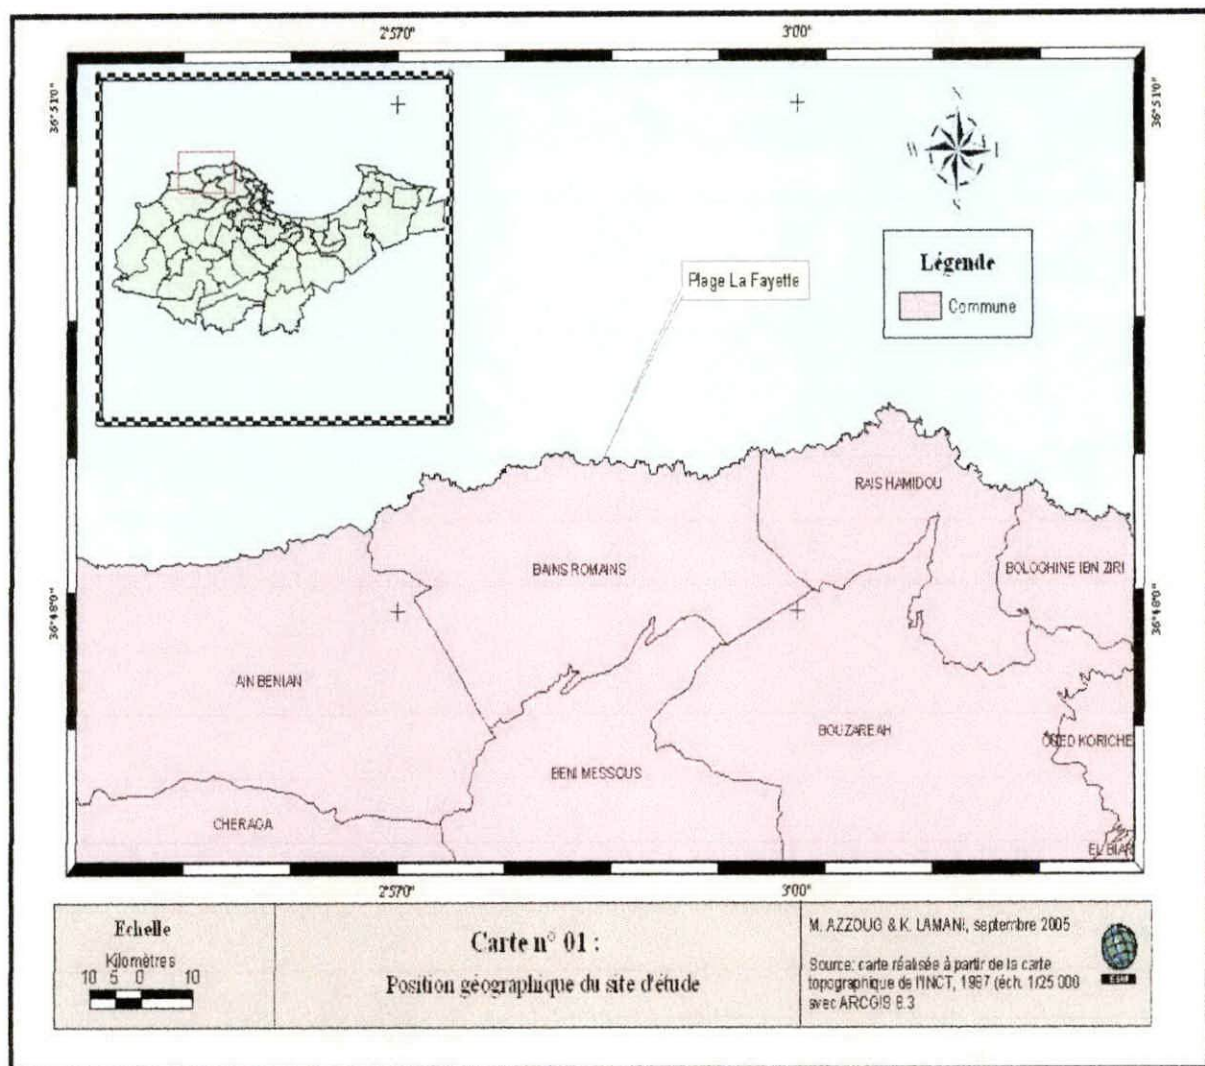 2°57'0"
3°0'0"
36°51'0"
36°51'0"
N
W
S
Plage La Fayette
Légende
Commune
RAIS HAMIDOU
BAINS ROMAINS
BOLOGHINE IBN ZIRI
36°48'0"
36°48'0"
AIN BENIAN
BOUZAREAH
OUED KORICHE
BENI MESSOUS
CHERAGA
EL BIAR
2°57'0"
3°0'0"
Echelle
Kilomètres
10 5 0 10
Carte n° 01 :
Position géographique du site d'étude
M. AZZOUG & K. LAMANI, septembre 2005
Source: carte réalisée à partir de la carte
topographique de l'INCT, 1987 (éch. 1/25 000
avec ARCGIS 8.3